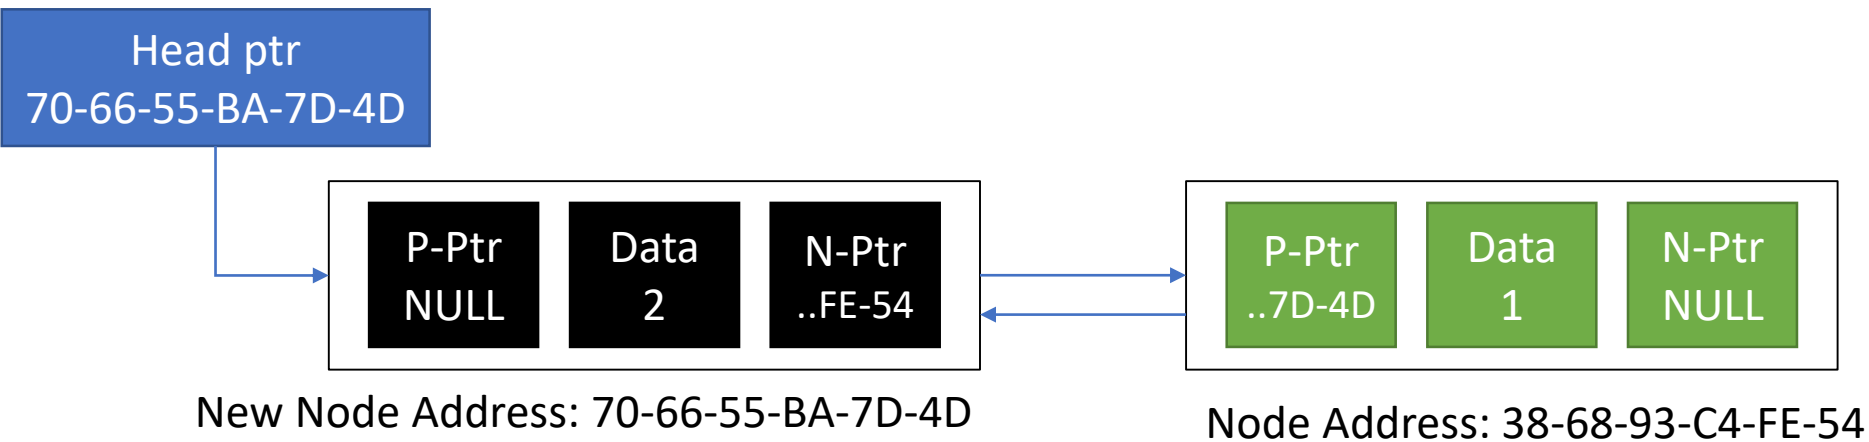 Head ptr
70-66-55-BA-7D-4D
P-Ptr
NULL
Data
2
N-Ptr
..FE-54
P-Ptr
..7D-4D
Data
1
N-Ptr
NULL
New Node Address: 70-66-55-BA-7D-4D
Node Address: 38-68-93-C4-FE-54